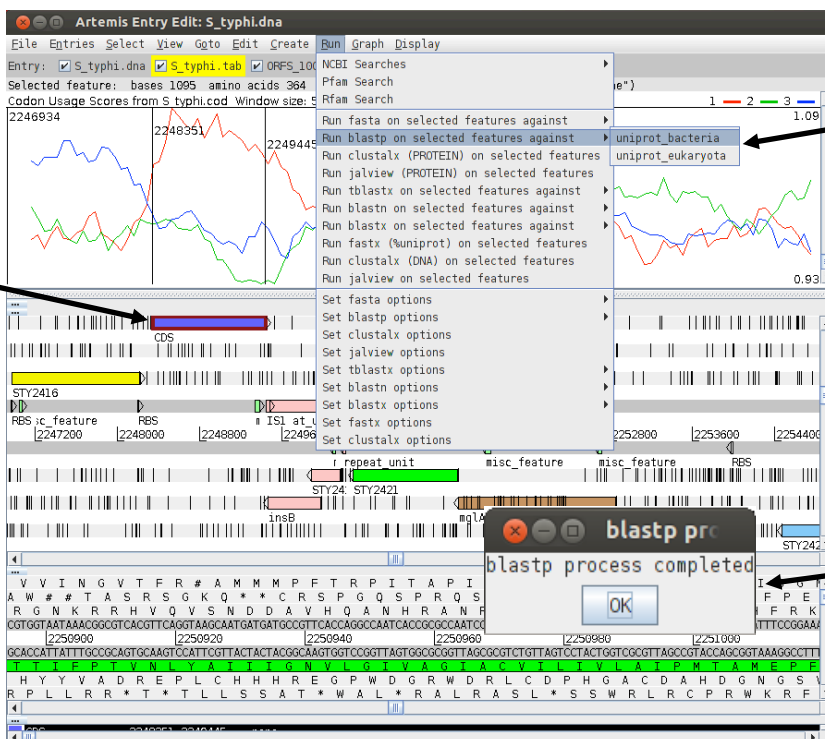 Artemis Entry Edit: S_typhi.dna
File Entries Select View Goto Edit Create Run Graph Display
Entry: S_typhi.dna S_typhi.tab
Selected feature: bases 1095 amino acids 364
Codon Usage Scores from S_typhi.cod Window size: 5
1 2 3
2246934
1.09
2248351
2249445
0.93
NCBI Searches
Pfam Search
Rfam Search
Run fasta on selected features against
Run blastp on selected features against
uniprot_bacteria
uniprot_eukaryota
Run clustalx (PROTEIN) on selected features
Run jalview (PROTEIN) on selected features
Run tblastx on selected features against
Run blastn on selected features against
Run blastx on selected features against
Run fastx (%uniprot) on selected features
Run clustalx (DNA) on selected features
Run jalview on selected features
Set fasta options
Set blastp options
Set clustalx options
Set jalview options
Set tblastx options
Set blastn options
Set blastx options
Set fastx options
Set clustalx options
CDS
STY2416
RBS RBS IS1
2247200 2248000 2248800 22496 2252800 2253600 2254400
repeat_unit misc_feature misc_feature RBS
STY2421
insB
STY242
blastp process completed
OK
V V I N G V T F R # A M M M P F T R P I T A P I
A W # # T A S R S G K Q * * C R S P G Q S P R Q S
R G N K R R H V Q V S N D D A V H Q A N H R A N
2250900 2250920 2250940 2250960 2250980 2251000
T T I F P T V N L Y A I I I G N V L G I V A G I A C V I L I V L A I P M T A M E P F
H Y Y V A D R E P L C H H H R E G P W D G R W D R L C D P H G A C D A H D G N G S
R P L L R R * T * T L L S S A T * W A L * R A L R A S L * S S W R L R C P R W K R F